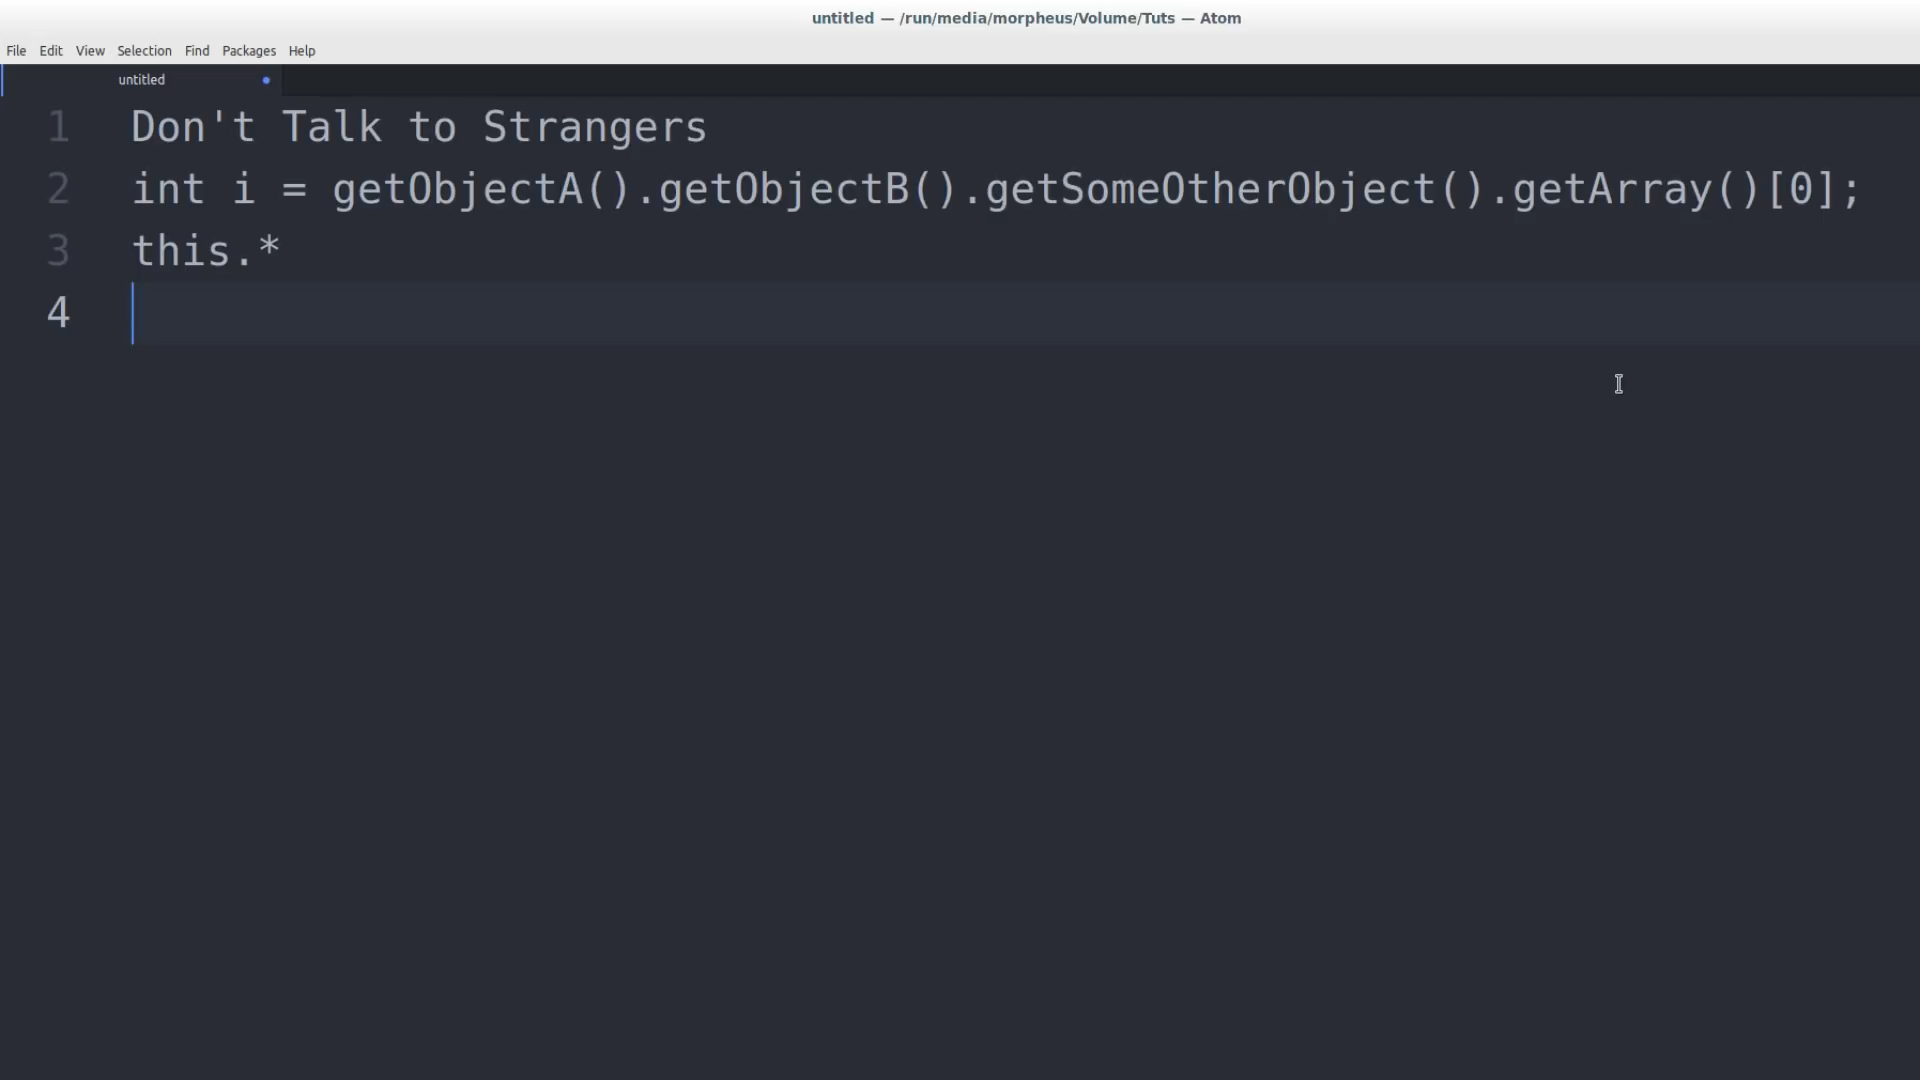 untitled — /run/media/morpheus/Volume/Tuts — Atom
File Edit View Selection Find Packages Help
untitled
1 Don't Talk to Strangers
2 int i = getObjectA().getObjectB().getSomeOtherObject().getArray()[0];
3 this.*
4